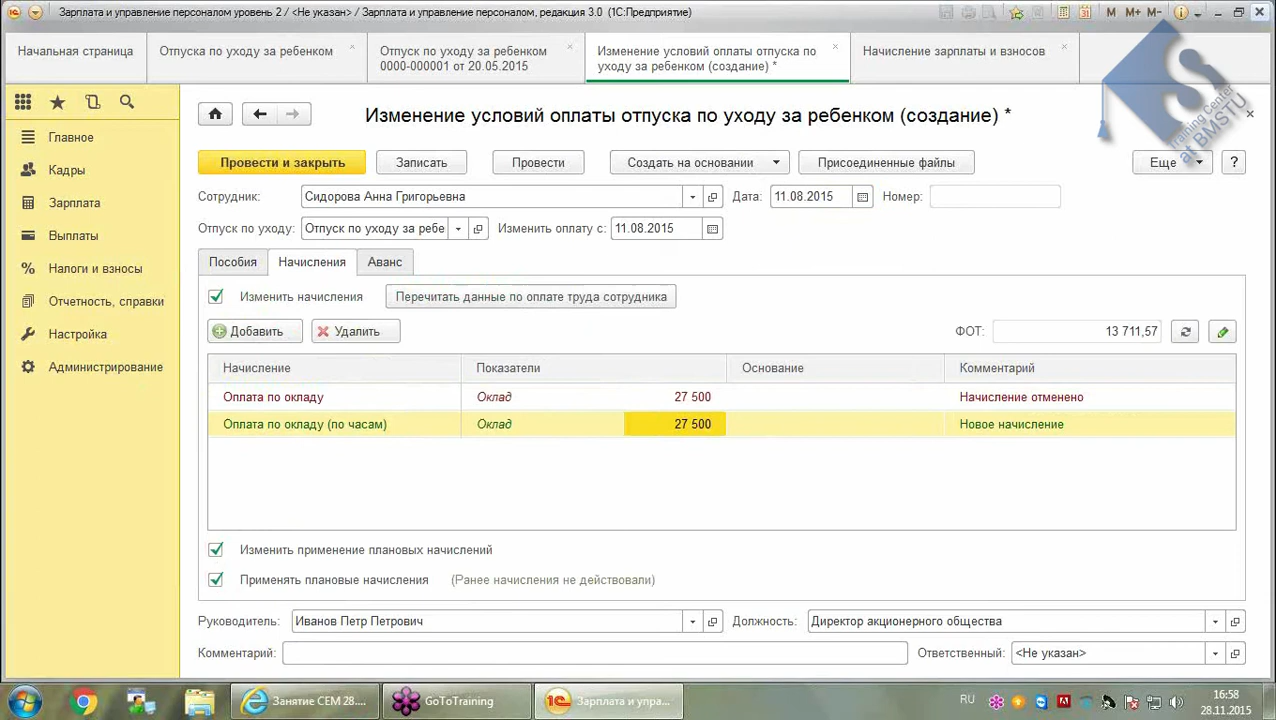 Зарплата и управление персоналом уровень 2 / <Не указан> / Зарплата и управление персоналом, редакция 3.0 (1С:Предприятие)
M M+ M-
Начальная страница
Отпуска по уходу за ребенком
Отпуск по уходу за ребенком
0000-000001 от 20.05.2015
Изменение условий оплаты отпуска по
уходу за ребенком (создание) *
Начисление зарплаты и взносов
Training Center
at BMSTU
Главное
Кадры
Зарплата
Выплаты
Налоги и взносы
Отчетность, справки
Настройка
Администрирование
Изменение условий оплаты отпуска по уходу за ребенком (создание) *
Провести и закрыть Записать Провести Создать на основании Присоединенные файлы Еще ?
Сотрудник: Сидорова Анна Григорьевна Дата: 11.08.2015 Номер:
Отпуск по уходу: Отпуск по уходу за ребе Изменить оплату с: 11.08.2015
Пособия Начисления Аванс
Изменить начисления Перечитать данные по оплате труда сотрудника
Добавить Удалить ФОТ: 13 711,57
Начисление Показатели Основание Комментарий
Оплата по окладу Оклад 27 500 Начисление отменено
Оплата по окладу (по часам) Оклад 27 500 Новое начисление
Изменить применение плановых начислений
Применять плановые начисления (Ранее начисления не действовали)
Руководитель: Иванов Петр Петрович Должность: Директор акционерного общества
Комментарий: Ответственный: <Не указан>
Занятие СЕМ 28.... GoToTraining Зарплата и упра... RU 16:58
28.11.2015